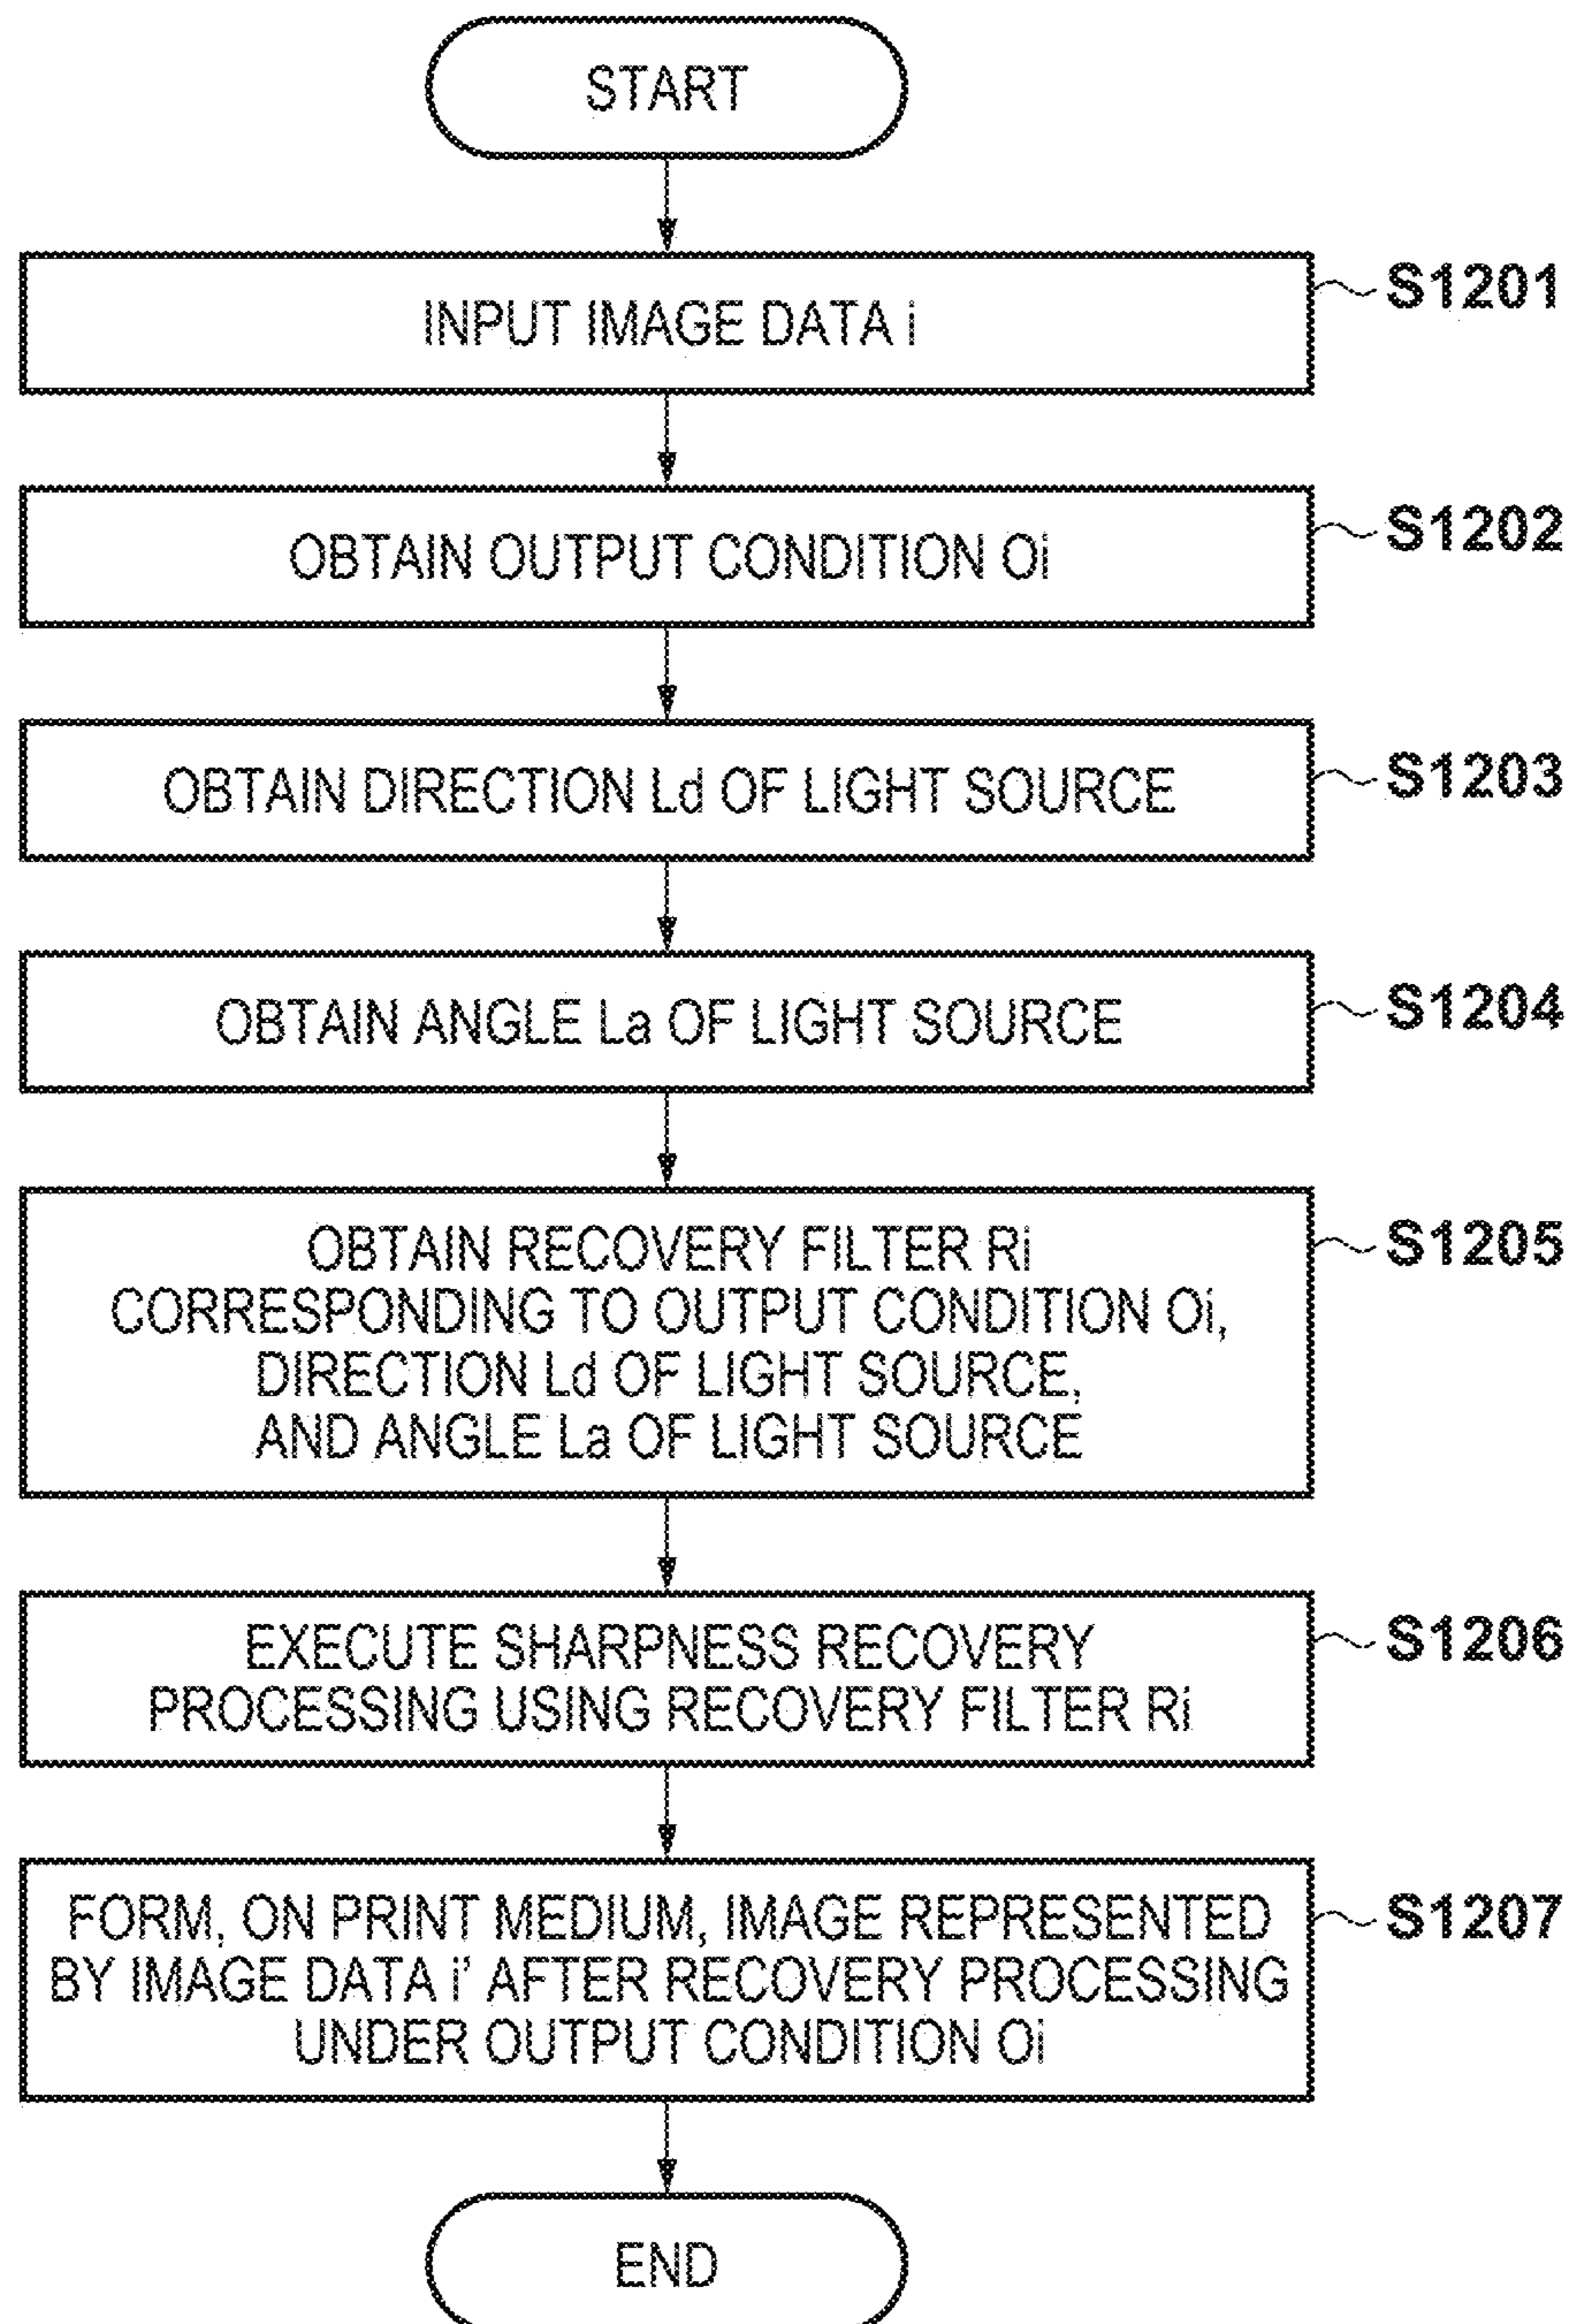 START
INPUT IMAGE DATA i
S1201
OBTAIN OUTPUT CONDITION Oi
S1202
OBTAIN DIRECTION Ld OF LIGHT SOURCE
S1203
OBTAIN ANGLE La OF LIGHT SOURCE
S1204
OBTAIN RECOVERY FILTER Ri
CORRESPONDING TO OUTPUT CONDITION Oi,
DIRECTION Ld OF LIGHT SOURCE,
AND ANGLE La OF LIGHT SOURCE
S1205
EXECUTE SHARPNESS RECOVERY
PROCESSING USING RECOVERY FILTER Ri
S1206
FORM, ON PRINT MEDIUM, IMAGE REPRESENTED
BY IMAGE DATA i' AFTER RECOVERY PROCESSING
UNDER OUTPUT CONDITION Oi
S1207
END